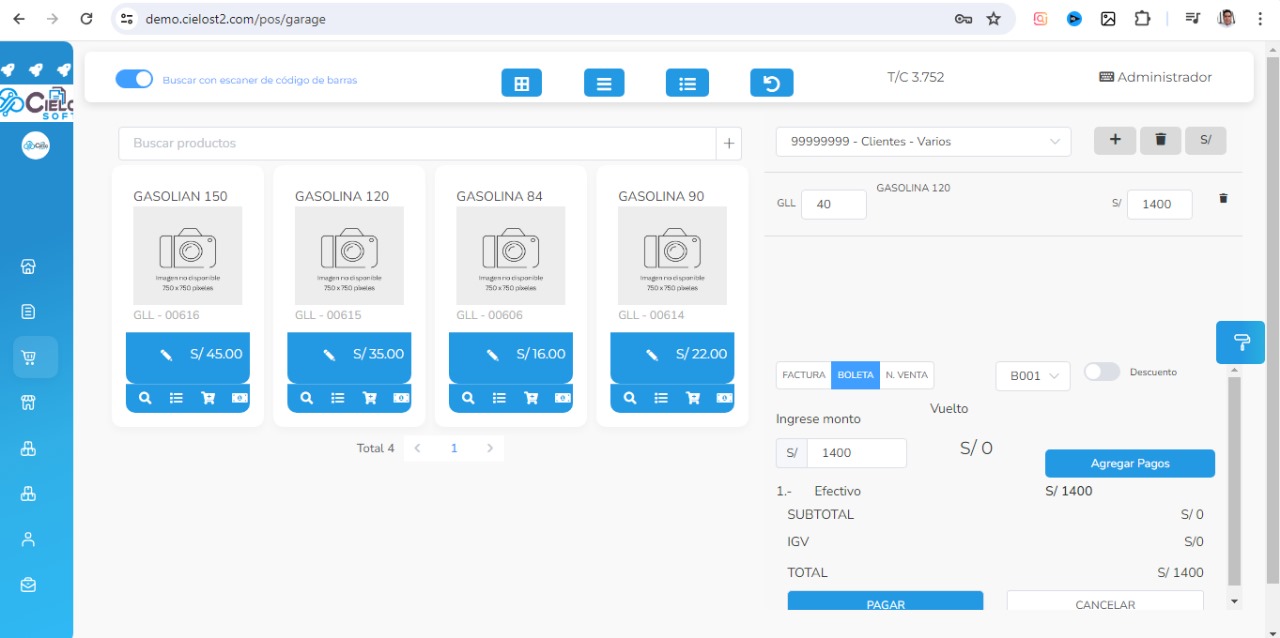 demo.cielost2.com/pos/garage
CIELO
SOFT
Buscar con escaner de código de barras
T/C 3.752
Administrador
Buscar productos
+
GASOLIAN 150
Imagen no disponible
750 x 750 pixeles
GLL - 00616
S/ 45.00
GASOLINA 120
Imagen no disponible
750 x 750 pixeles
GLL - 00615
S/ 35.00
GASOLINA 84
Imagen no disponible
750 x 750 pixeles
GLL - 00606
S/ 16.00
GASOLINA 90
Imagen no disponible
750 x 750 pixeles
GLL - 00614
S/ 22.00
Total 4 < 1 >
99999999 - Clientes - Varios
+ S/
GASOLINA 120
GLL 40 S/ 1400
FACTURA BOLETA N. VENTA B001 Descuento
Ingrese monto Vuelto
S/ 1400 S/ 0
Agregar Pagos
1.- Efectivo S/ 1400
SUBTOTAL S/ 0
IGV S/0
TOTAL S/ 1400
PAGAR CANCELAR